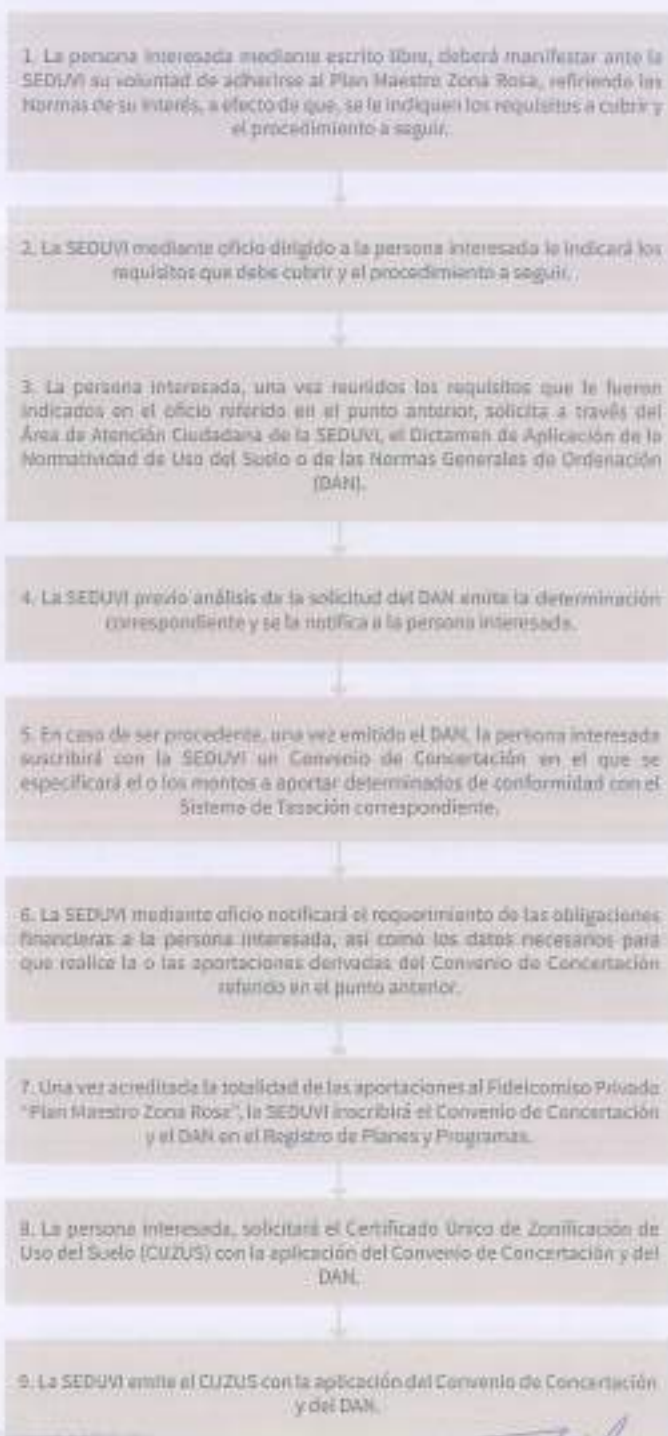 1. La persona interesada mediante escrito libre, deberá manifestar ante la
SEDUVI su voluntad de adherirse al Plan Maestro Zona Rosa, refiriendo las
Normas de su interés, a efecto de que, se le indiquen los requisitos a cubrir y
el procedimiento a seguir.
2. La SEDUVI mediante oficio dirigido a la persona interesada le indicará los
requisitos que debe cubrir y el procedimiento a seguir.
3. La persona interesada, una vez reunidos los requisitos que le fueron
indicados en el oficio referido en el punto anterior, solicita a través del
Área de Atención Ciudadana de la SEDUVI, el Dictamen de Aplicación de la
Normatividad de Uso del Suelo o de las Normas Generales de Ordenación
(DAN).
4. La SEDUVI previo análisis de la solicitud del DAN emite la determinación
correspondiente y se la notifica a la persona interesada.
5. En caso de ser procedente, una vez emitido el DAN, la persona interesada
suscribirá con la SEDUVI un Convenio de Concertación en el que se
especificará el o los montos a aportar determinados de conformidad con el
Sistema de Tasación correspondiente.
6. La SEDUVI mediante oficio notificará el requerimiento de las obligaciones
financieras a la persona interesada, así como los datos necesarios para
que realice la o las aportaciones derivadas del Convenio de Concertación
referido en el punto anterior.
7. Una vez acreditada la totalidad de las aportaciones al Fideicomiso Privado
"Plan Maestro Zona Rosa", la SEDUVI inscribirá el Convenio de Concertación
y el DAN en el Registro de Planes y Programas.
8. La persona interesada, solicitará el Certificado Único de Zonificación de
Uso del Suelo (CUZUS) con la aplicación del Convenio de Concertación y del
DAN.
9. La SEDUVI emite el CUZUS con la aplicación del Convenio de Concertación
y del DAN.